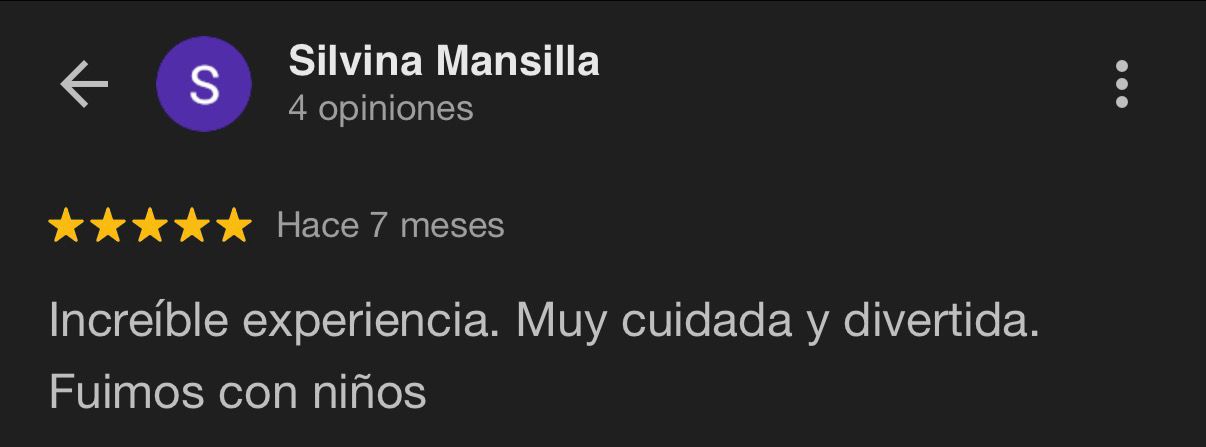 S
Silvina Mansilla
4 opiniones
Hace 7 meses
Increíble experiencia. Muy cuidada y divertida.
Fuimos con niños